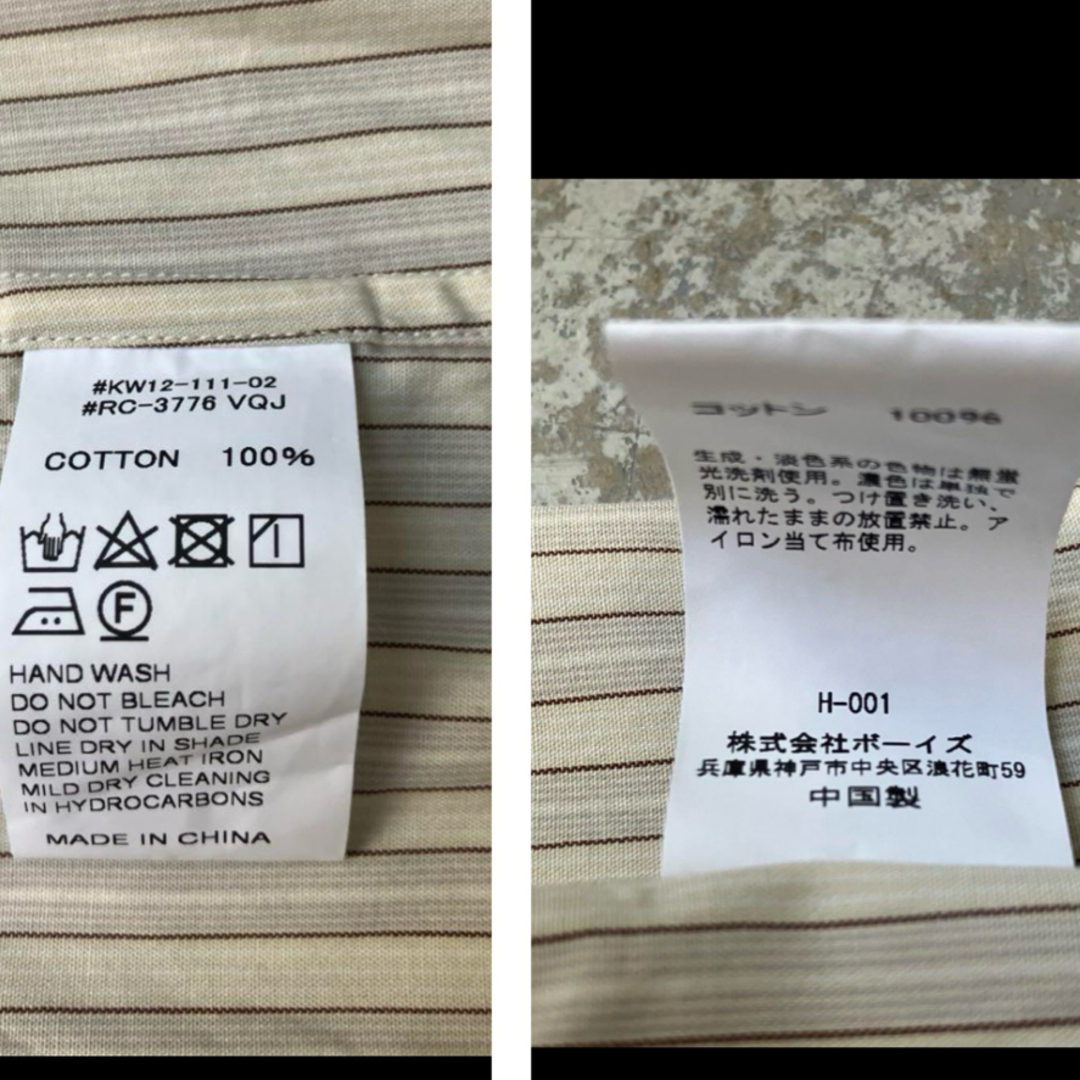 #KW12-111-02
#RC-3776 VQJ
COTTON 100%
F
HAND WASH
DO NOT BLEACH
DO NOT TUMBLE DRY
LINE DRY IN SHADE
MEDIUM HEAT IRON
MILD DRY CLEANING
IN HYDROCARBONS
MADE IN CHINA
コットン 100%
生成・淡色系の色物は無蛍
光洗剤使用。濃色は単独で
別に洗う。つけ置き洗い、
濡れたままの放置禁止。ア
イロン当て布使用。
H-001
株式会社ボーイズ
兵庫県神戸市中央区浪花町59
中国製